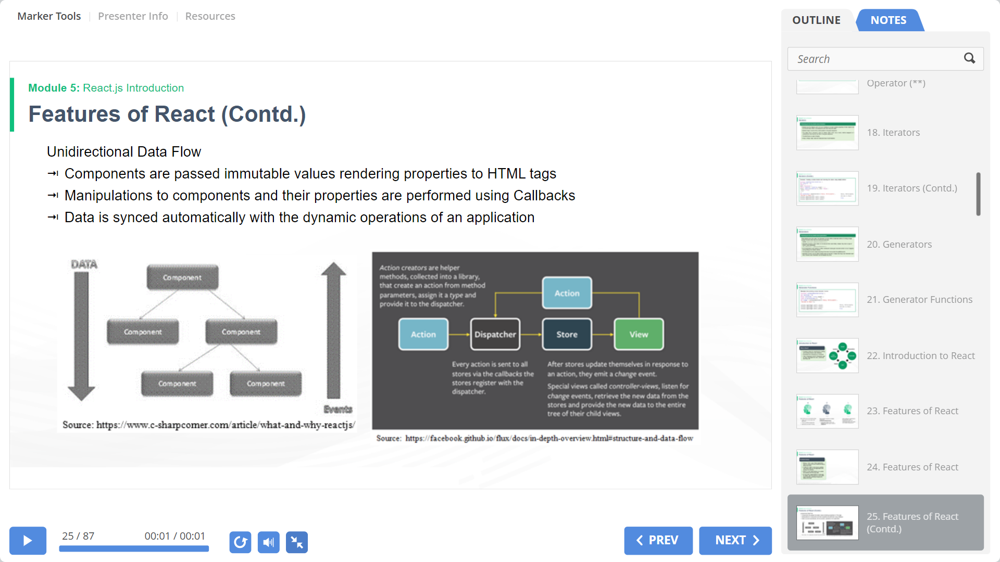 Marker Tools
Presenter Info
Resources
OUTLINE
NOTES
Search
Module 5: React.js Introduction
Features of React (Contd.)
Unidirectional Data Flow
Components are passed immutable values rendering properties to HTML tags
Manipulations to components and their properties are performed using Callbacks
Data is synced automatically with the dynamic operations of an application
DATA
Component
Component
Component
Component
Component
Events
Source: https://www.c-sharpcorner.com/article/what-and-why-reactjs/
Action creators are helper
methods, collected into a library,
that create an action from method
parameters, assign it a type and
provide it to the dispatcher.
Action
Action
Dispatcher
Store
View
Every action is sent to all
stores via the callbacks the
stores register with the
dispatcher.
After stores update themselves in response to
an action, they emit a change event.
Special views called controller-views, listen for
change events, retrieve the new data from the
stores and provide the new data to the entire
tree of their child views.
Source: https://facebook.github.io/flux/docs/in-depth-overview.html#structure-and-data-flow
Operator (**)
18. Iterators
19. Iterators (Contd.)
20. Generators
21. Generator Functions
22. Introduction to React
23. Features of React
24. Features of React
25. Features of React
(Contd.)
25 / 87
00:01 / 00:01
PREV
NEXT